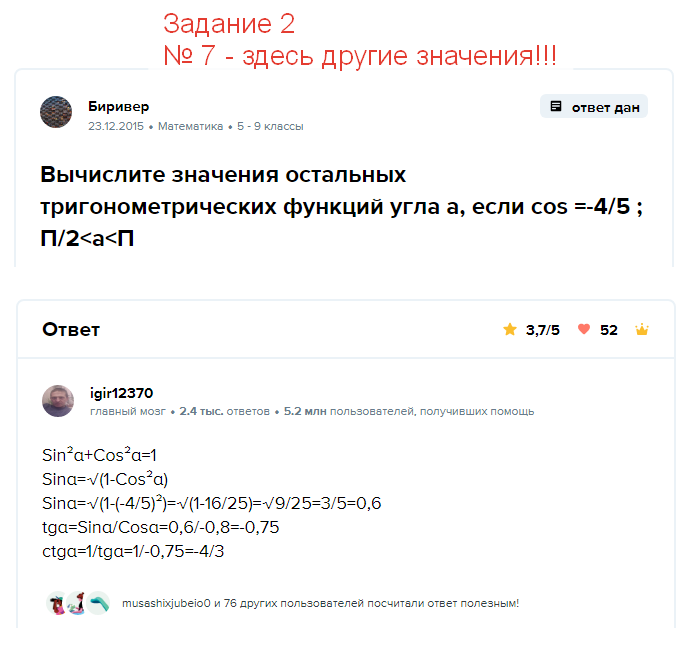 Задание 2
№ 7 - здесь другие значения!!!
Биривер
ответ дан
23.12.2015 • Математика • 5 - 9 классы
Вычислите значения остальных
тригонометрических функций угла а, если cos =-4/5 ;
П/2<a<П
Ответ
3,7/5
52
igir12370
главный мозг • 2.4 тыс. ответов • 5.2 млн пользователей, получивших помощь
Sin²α+Cos²α=1
Sinα=√(1-Cos²α)
Sinα=√(1-(-4/5)²)=√(1-16/25)=√9/25=3/5=0,6
tgα=Sinα/Cosα=0,6/-0,8=-0,75
ctgα=1/tgα=1/-0,75=-4/3
musashixjubeio0 и 76 других пользователей посчитали ответ полезным!